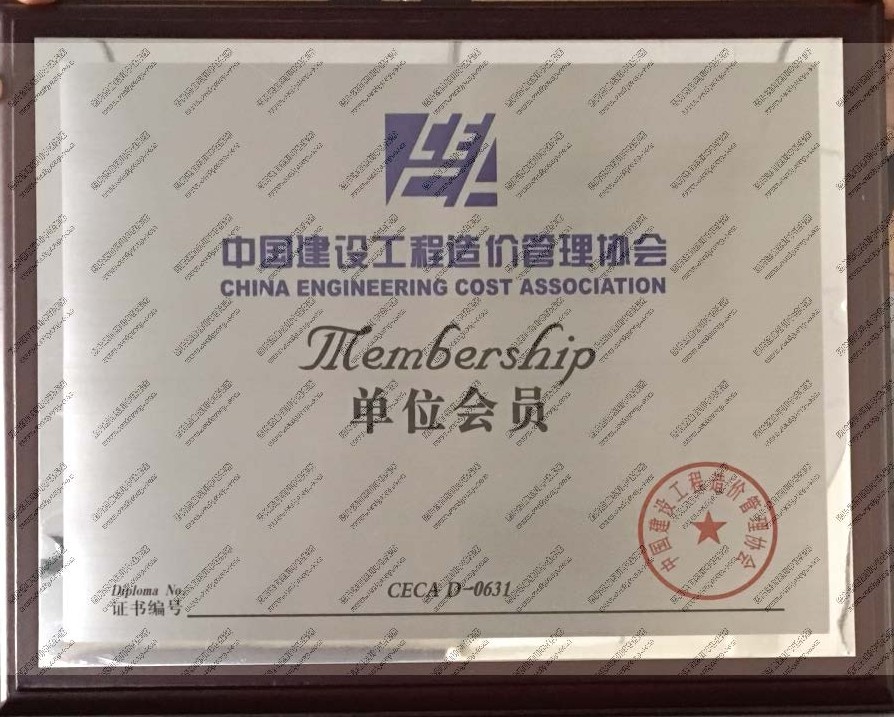 中国建设工程造价管理协会
CHINA ENGINEERING COST ASSOCIATION
Membership
单位会员
中国建设工程造价管理协会
Diploma No.
证书编号
CECA D-0631